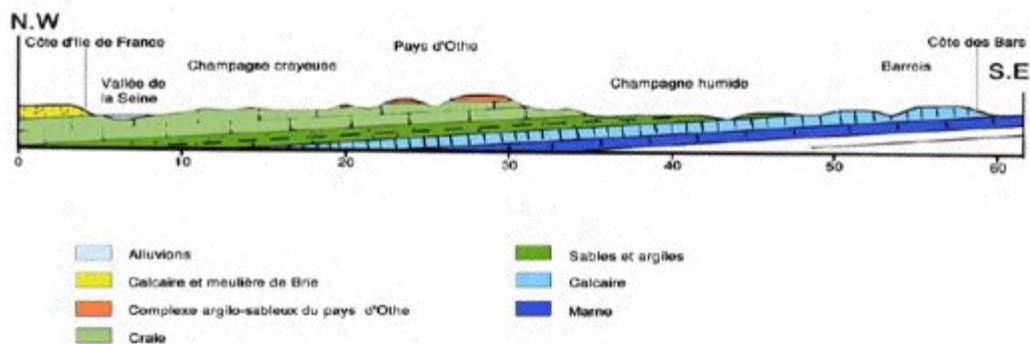 N.W
Côte d'Ile de France
Pays d'Othe
Côte des Bars
Champagne crayeuse
Vallée de
la Seine
Champagne humide
Barrois
S.E
0 10 20 30 40 50 60
Alluvions
Calcaire et meulière de Brie
Complexe argilo-sableux du pays d'Othe
Craie
Sables et argiles
Calcaire
Marne